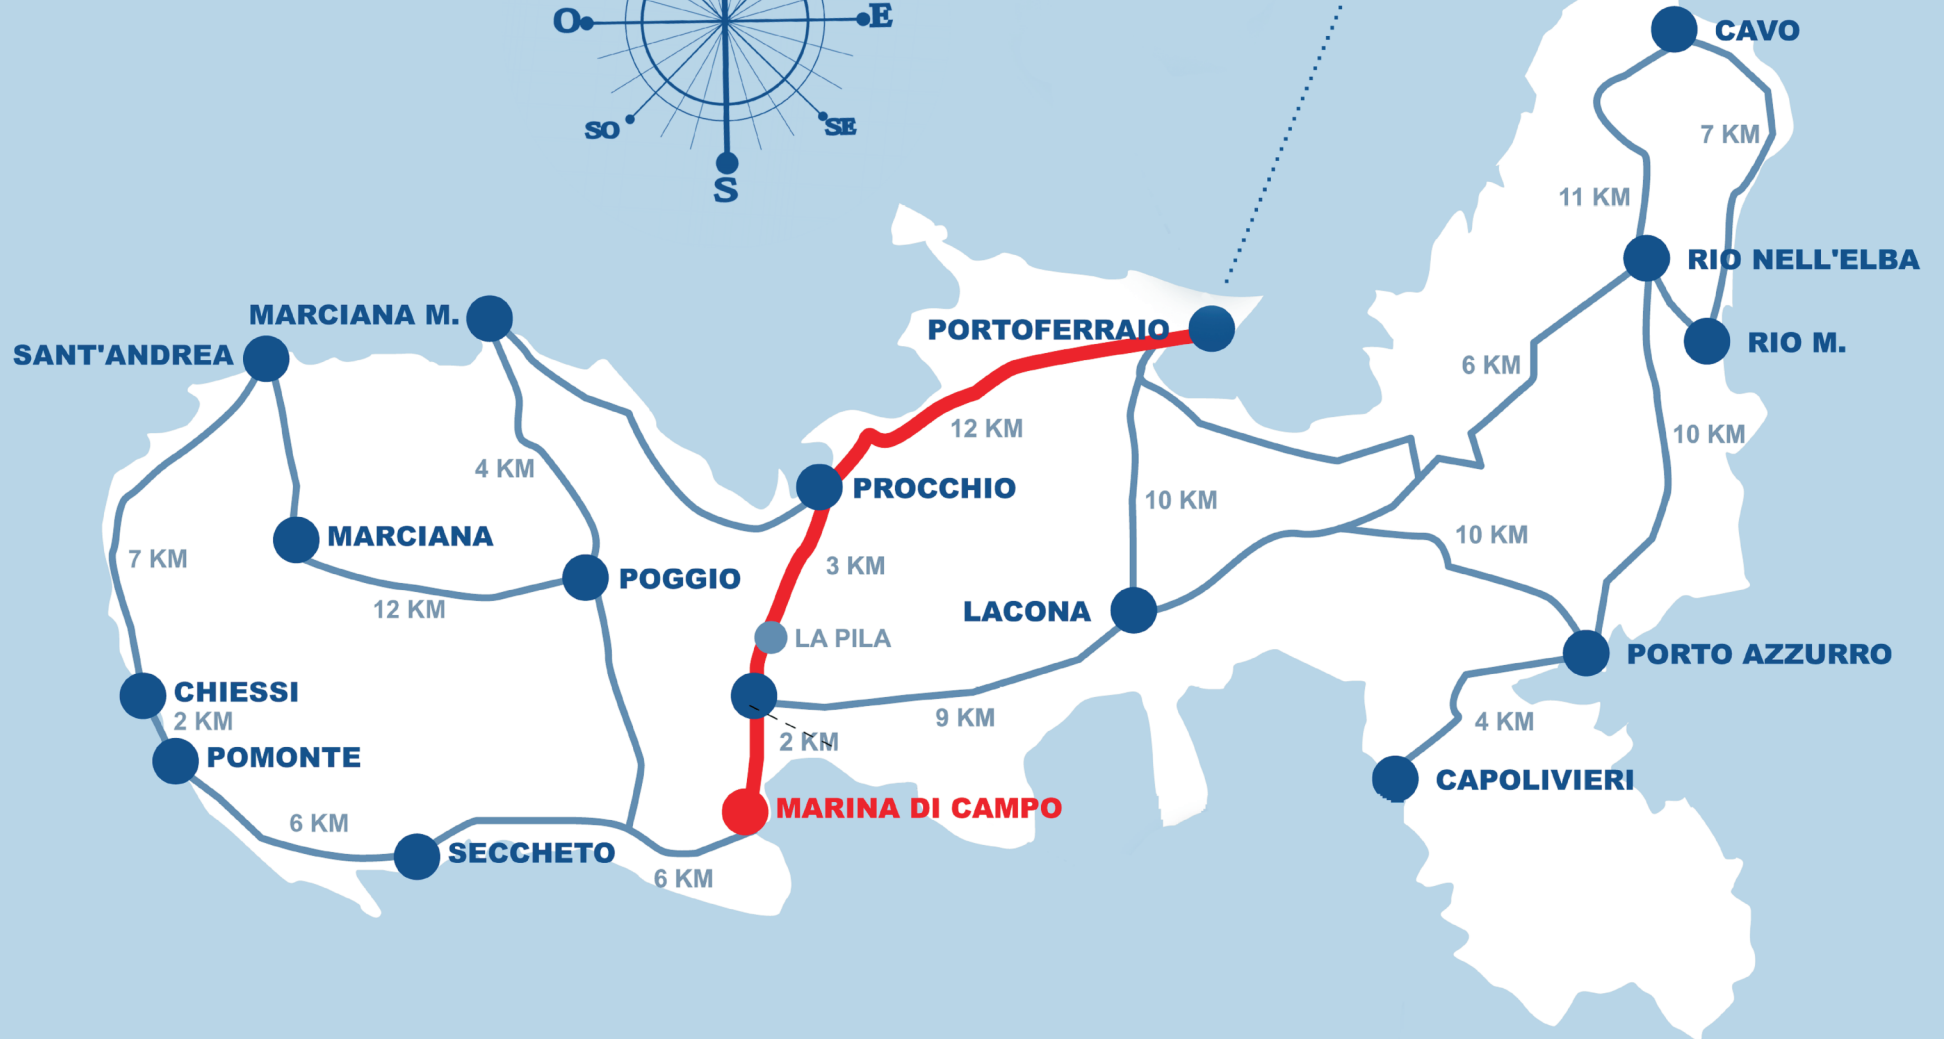 O
E
SO
SE
S
CAVO
7 KM
11 KM
RIO NELL'ELBA
MARCIANA M.
PORTOFERRAIO
SANT'ANDREA
RIO M.
6 KM
12 KM
10 KM
4 KM
PROCCHIO
10 KM
MARCIANA
10 KM
7 KM
3 KM
POGGIO
12 KM
LACONA
LA PILA
PORTO AZZURRO
CHIESSI
2 KM
9 KM
4 KM
2 KM
POMONTE
CAPOLIVIERI
MARINA DI CAMPO
6 KM
SECCHETO
6 KM